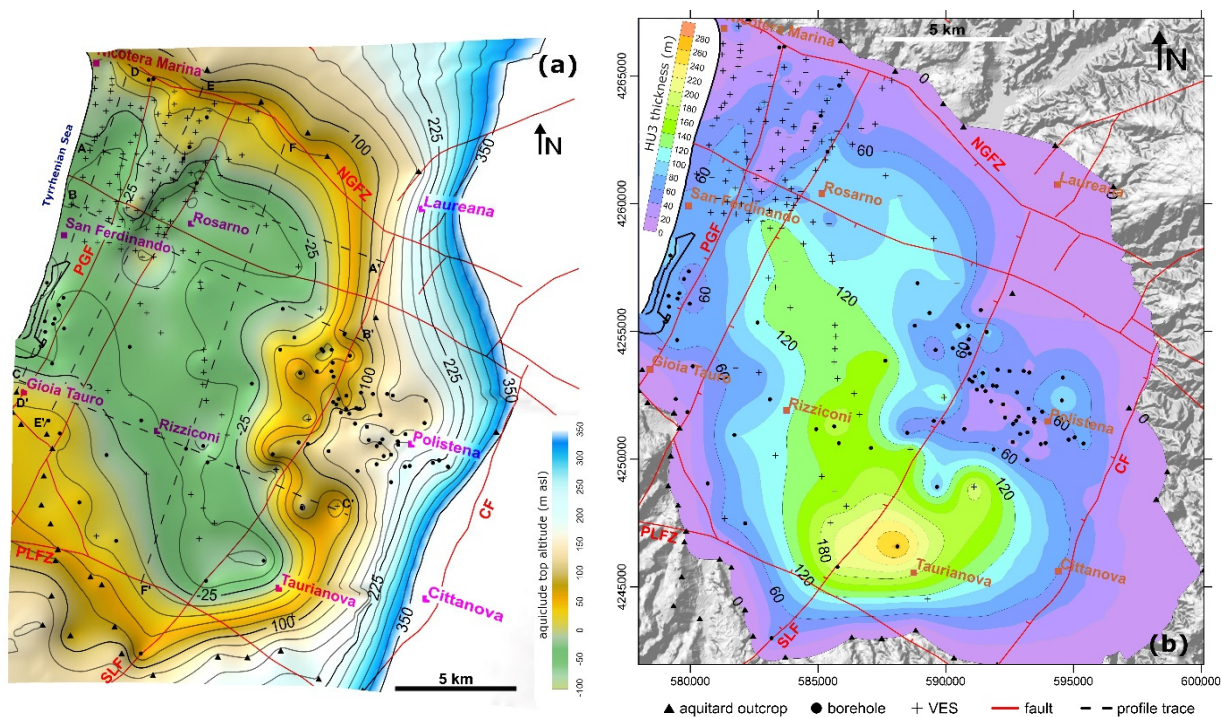 (a)
Nicotera Marina
D
E
F
100
225
350
NGFZ
N
Tyrrhenian Sea
A
-25
B
San Ferdinando
Rosarno
-25
Laureana
PGF
A'
B'
C
Gioia Tauro
D'
E'
Rizziconi
-25
100
225
350
Polistena
C'
CF
PLFZ
F'
-25
100
Taurianova
225
350
Cittanova
SLF
5 km
aquiclude top altitude (m asl)
350
300
250
200
150
100
50
0
-50
-100
(b)
Nicotera Marina
5 km
N
HU3 thickness (m)
280
260
240
220
200
180
160
140
120
100
80
60
40
20
0
0
60
60
NGFZ
Laureana
Rosarno
San Ferdinando
PGF
60
120
120
60
Gioia Tauro
Rizziconi
0
Polistena
60
60
CF
120
180
120
PLFZ
Taurianova
Cittanova
60
0
0
SLF
4265000
4260000
4255000
4250000
4245000
580000
585000
590000
595000
600000
aquitard outcrop
borehole
VES
fault
profile trace